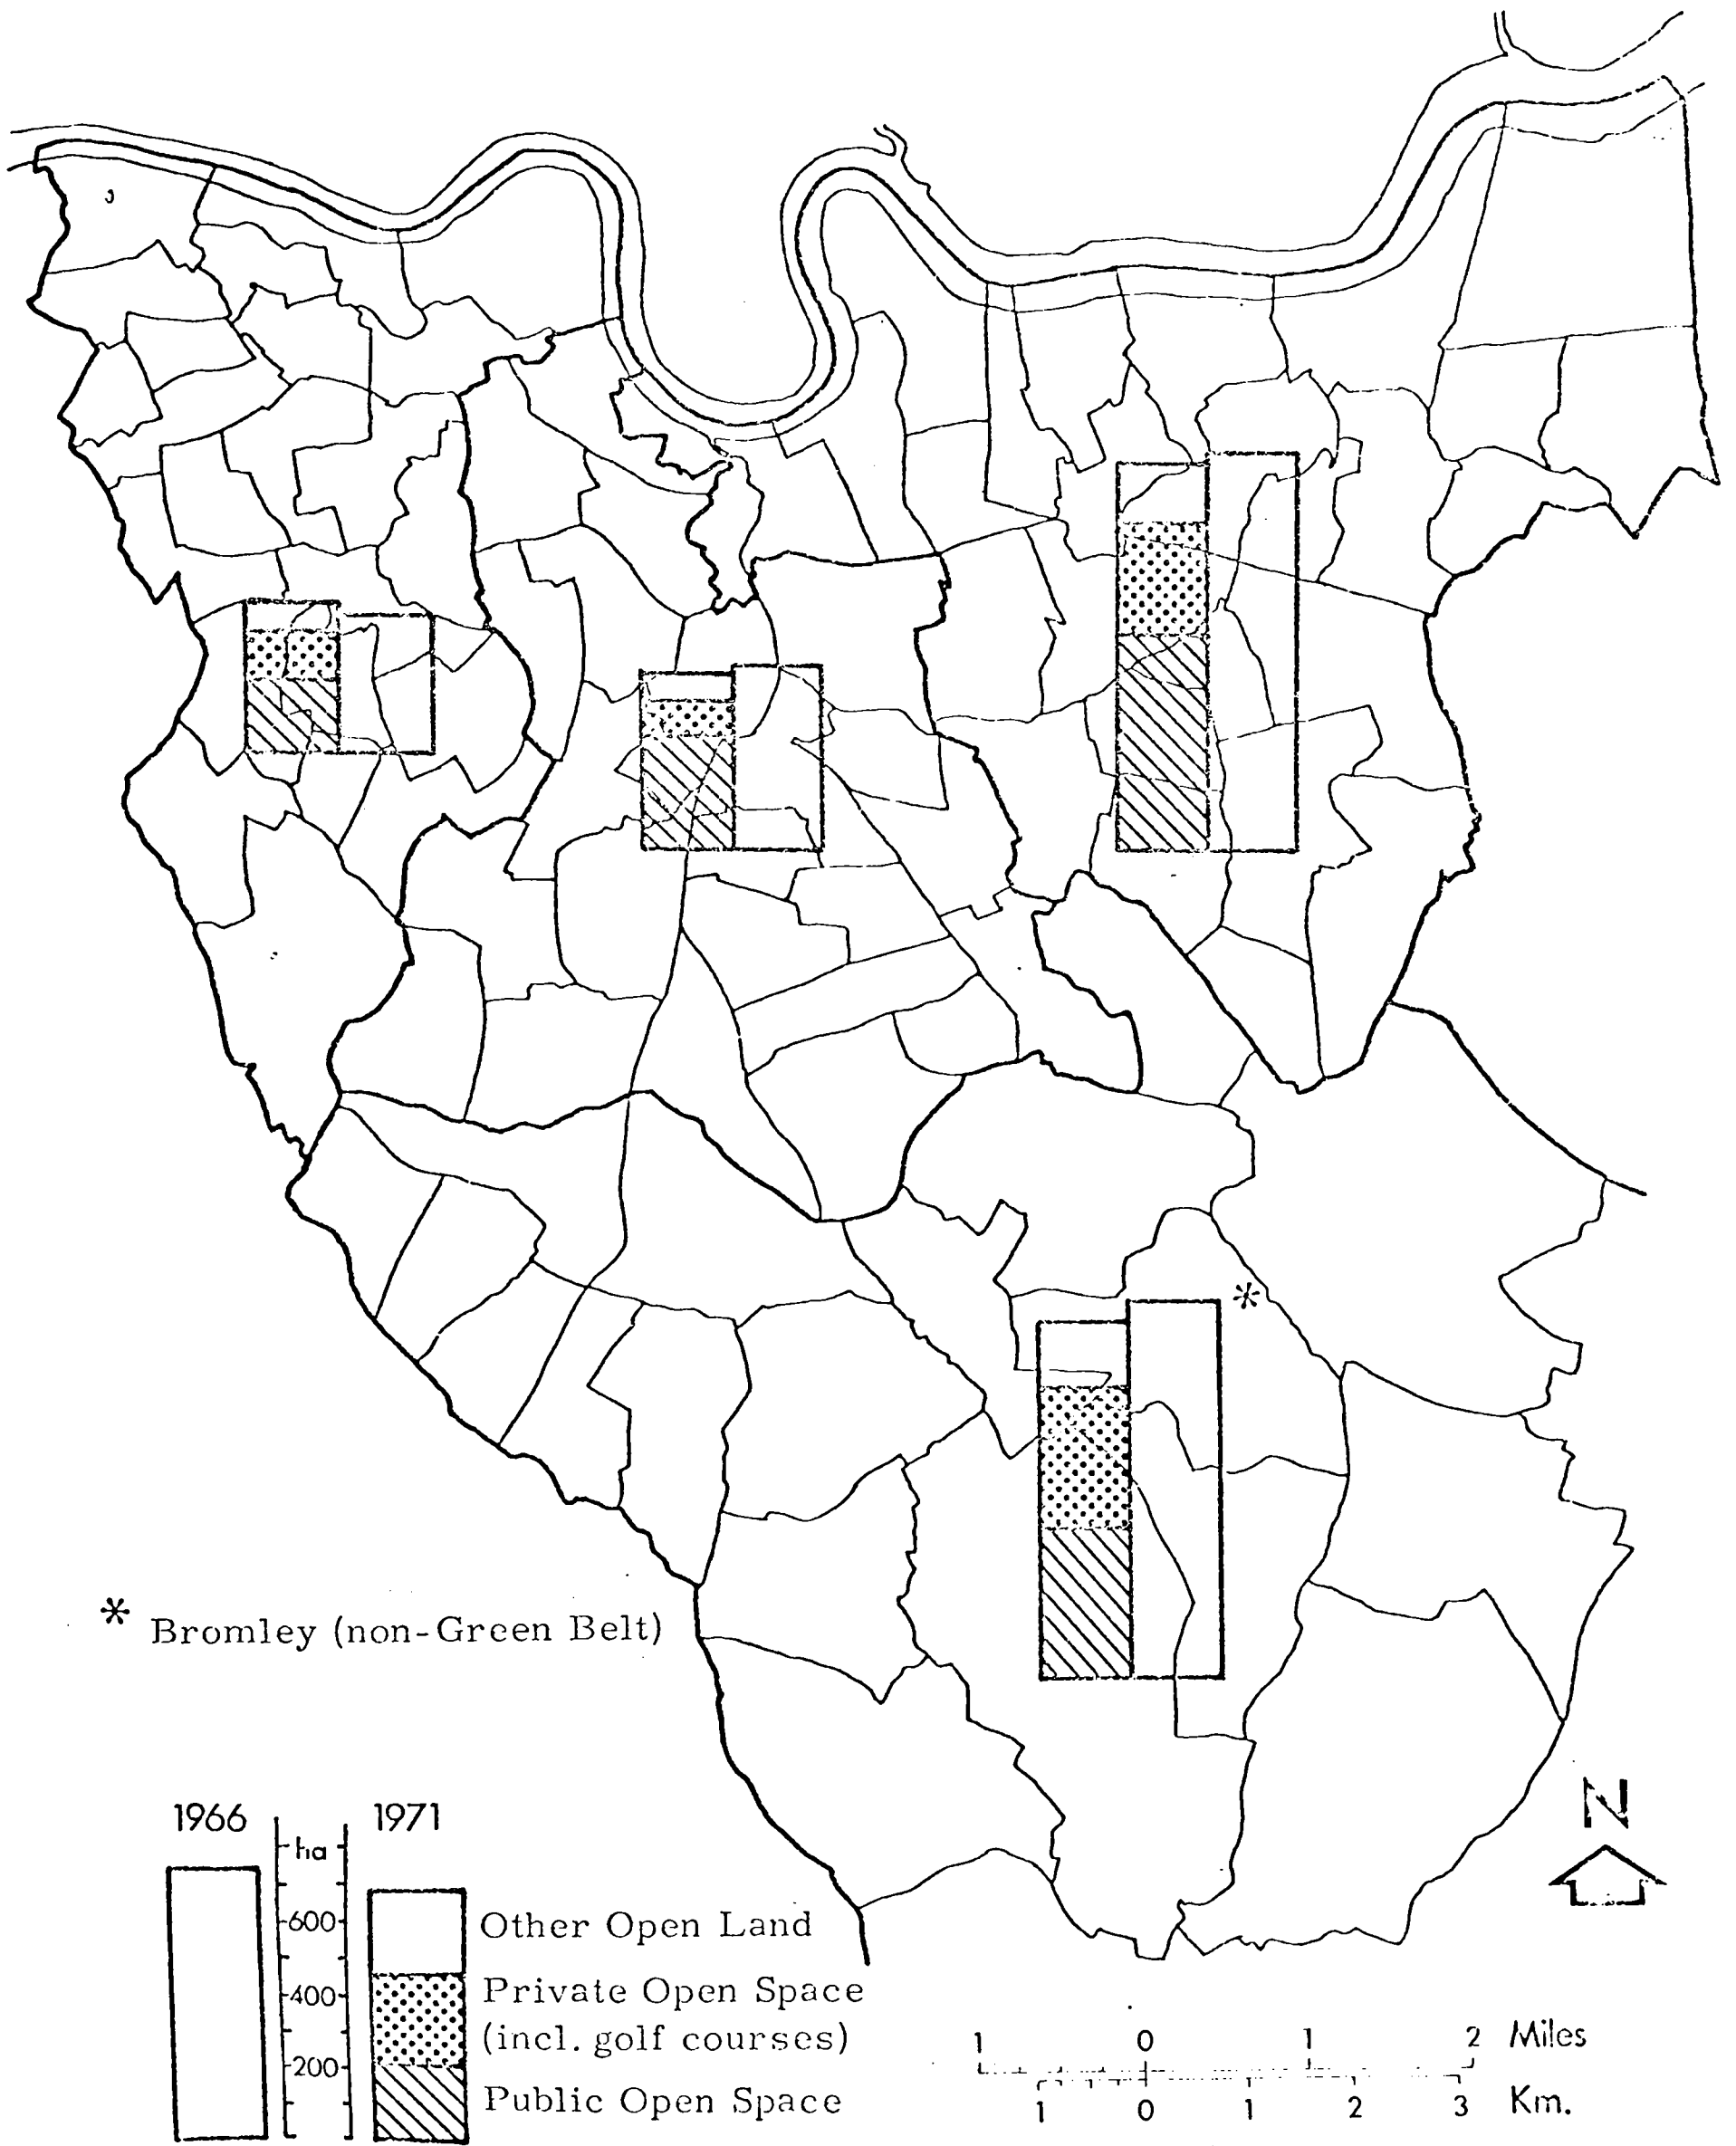 *
* Bromley (non-Green Belt)
N
1966
ha
1971
600
400
200
Other Open Land
Private Open Space
(incl. golf courses)
Public Open Space
1 0 1 2 Miles
1 0 1 2 3 Km.